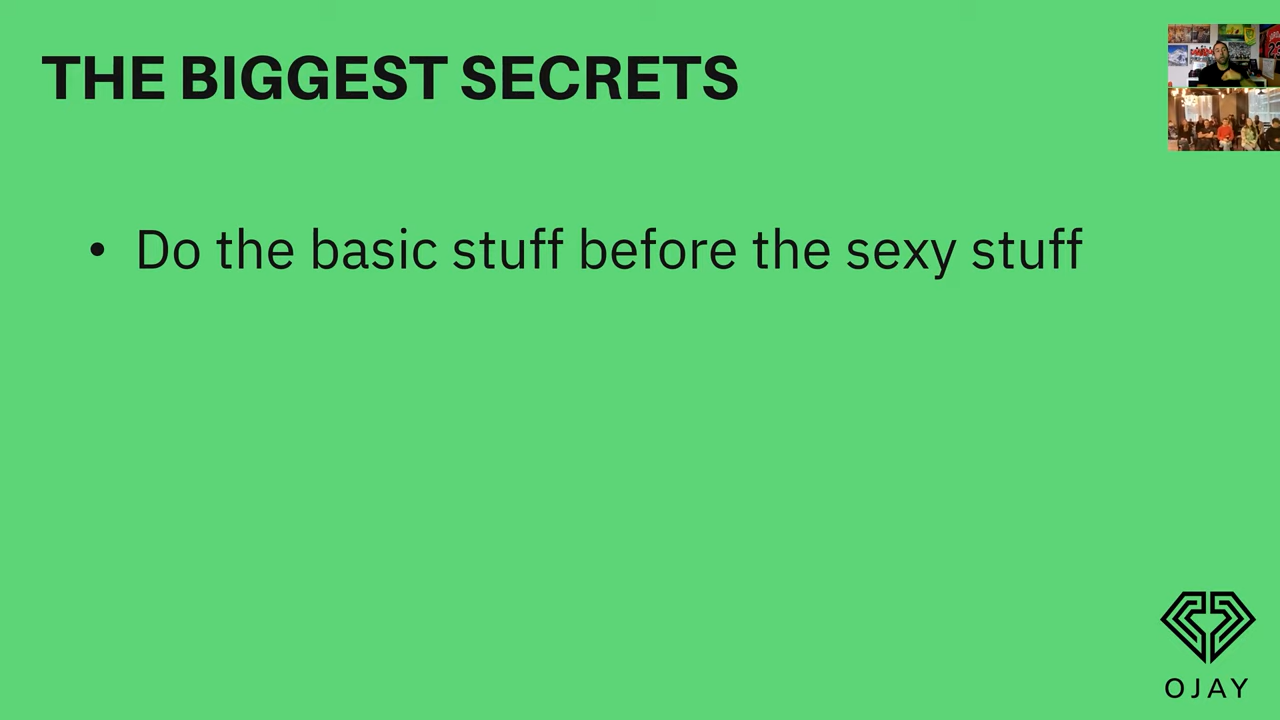 THE BIGGEST SECRETS
• Do the basic stuff before the sexy stuff
OJAY